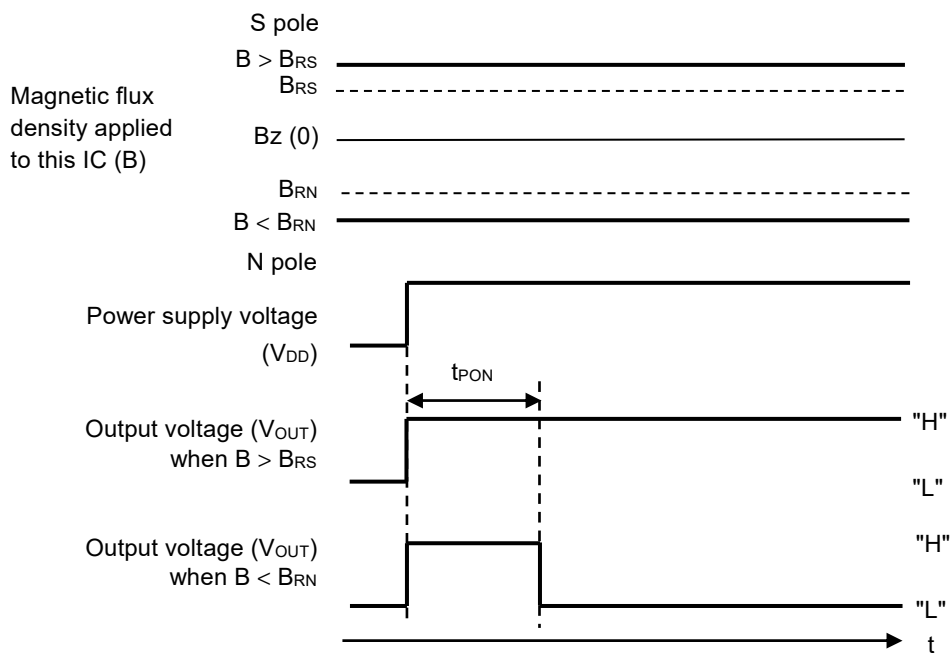 S pole
B > BRS
BRS
Magnetic flux
density applied
to this IC (B)
Bz (0)
BRN
B < BRN
N pole
Power supply voltage
(VDD)
tPON
Output voltage (VOUT)
when B > BRS
"H"
"L"
Output voltage (VOUT)
when B < BRN
"H"
"L"
t